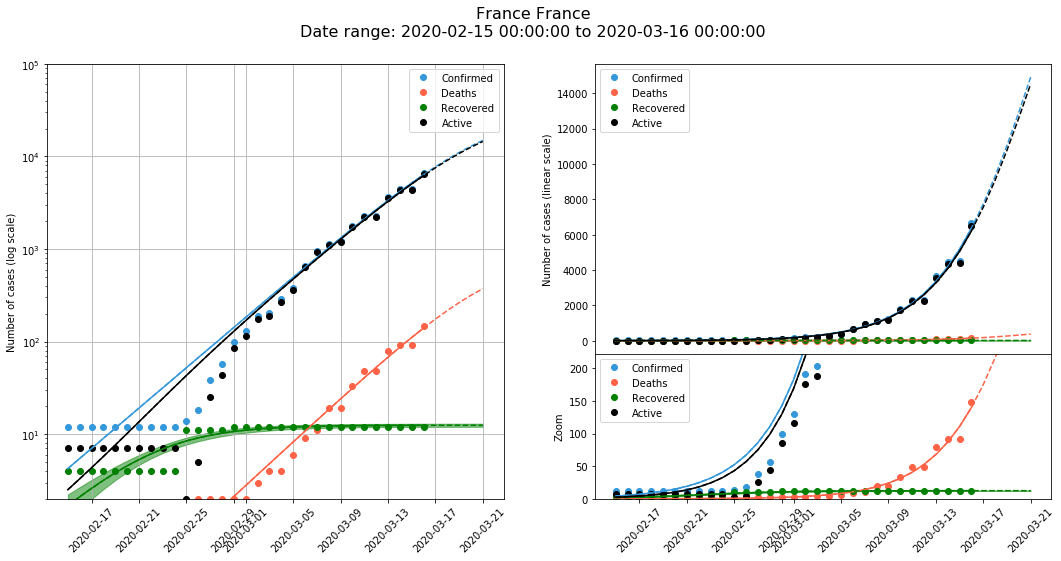 France France
Date range: 2020-02-15 00:00:00 to 2020-03-16 00:00:00
Number of cases (log scale)
10^5
10^4
10^3
10^2
10^1
Confirmed
Deaths
Recovered
Active
2020-02-17
2020-02-21
2020-02-25
2020-02-29
2020-03-01
2020-03-05
2020-03-09
2020-03-13
2020-03-17
2020-03-21
Number of cases (linear scale)
14000
12000
10000
8000
6000
4000
2000
0
Confirmed
Deaths
Recovered
Active
Zoom
200
150
100
50
0
Confirmed
Deaths
Recovered
Active
2020-02-17
2020-02-21
2020-02-25
2020-02-29
2020-03-01
2020-03-05
2020-03-09
2020-03-13
2020-03-17
2020-03-21